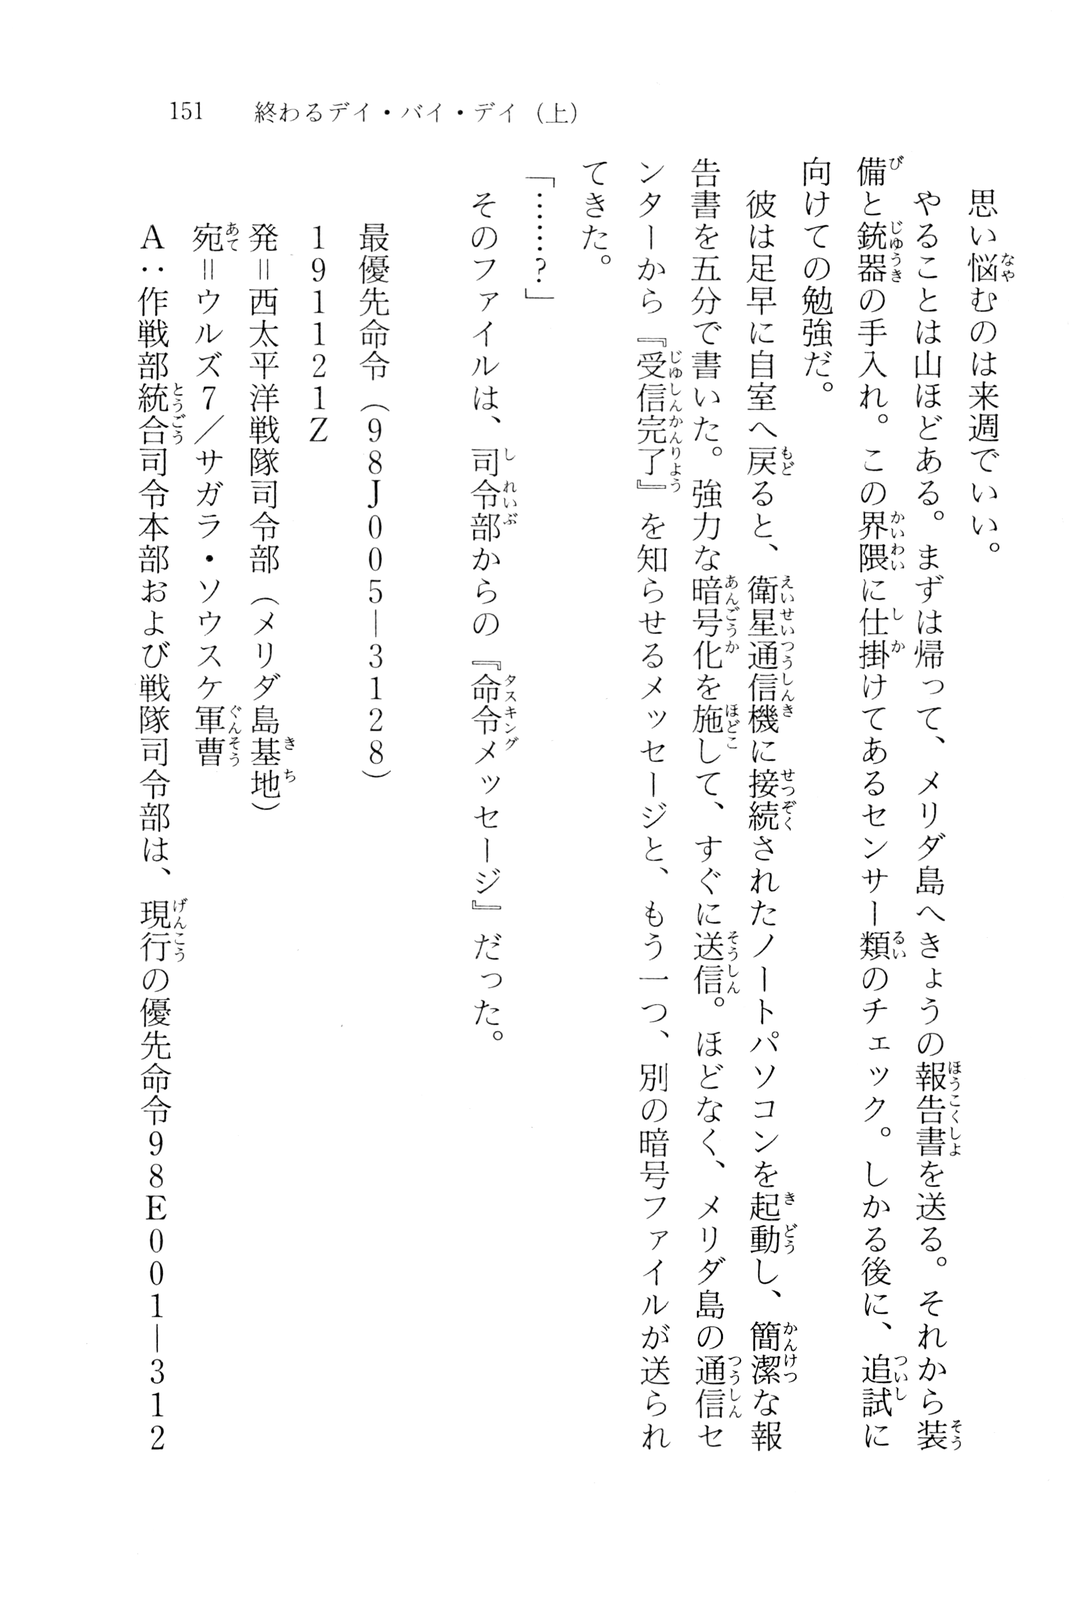 151　終わるデイ・バイ・デイ（上）
　思い悩むのは来週でいい。
　やることは山ほどある。まずは帰って、メリダ島へきょうの報告書を送る。それから装
備と銃器の手入れ。この界隈に仕掛けてあるセンサー類のチェック。しかる後に、追試に
向けての勉強だ。
　彼は足早に自室へ戻ると、衛星通信機に接続されたノートパソコンを起動し、簡潔な報
告書を五分で書いた。強力な暗号化を施して、すぐに送信。ほどなく、メリダ島の通信セ
ンターから『受信完了』を知らせるメッセージと、もう一つ、別の暗号ファイルが送られ
てきた。
「……？」
　そのファイルは、司令部からの『命令メッセージ』だった。
最優先命令（９８Ｊ００５―３１２８）
１９１１２１Ｚ
発＝西太平洋戦隊司令部（メリダ島基地）
宛＝ウルズ７／サガラ・ソウスケ軍曹
Ａ：作戦部統合司令本部および戦隊司令部は、現行の優先命令９８Ｅ００１―３１２